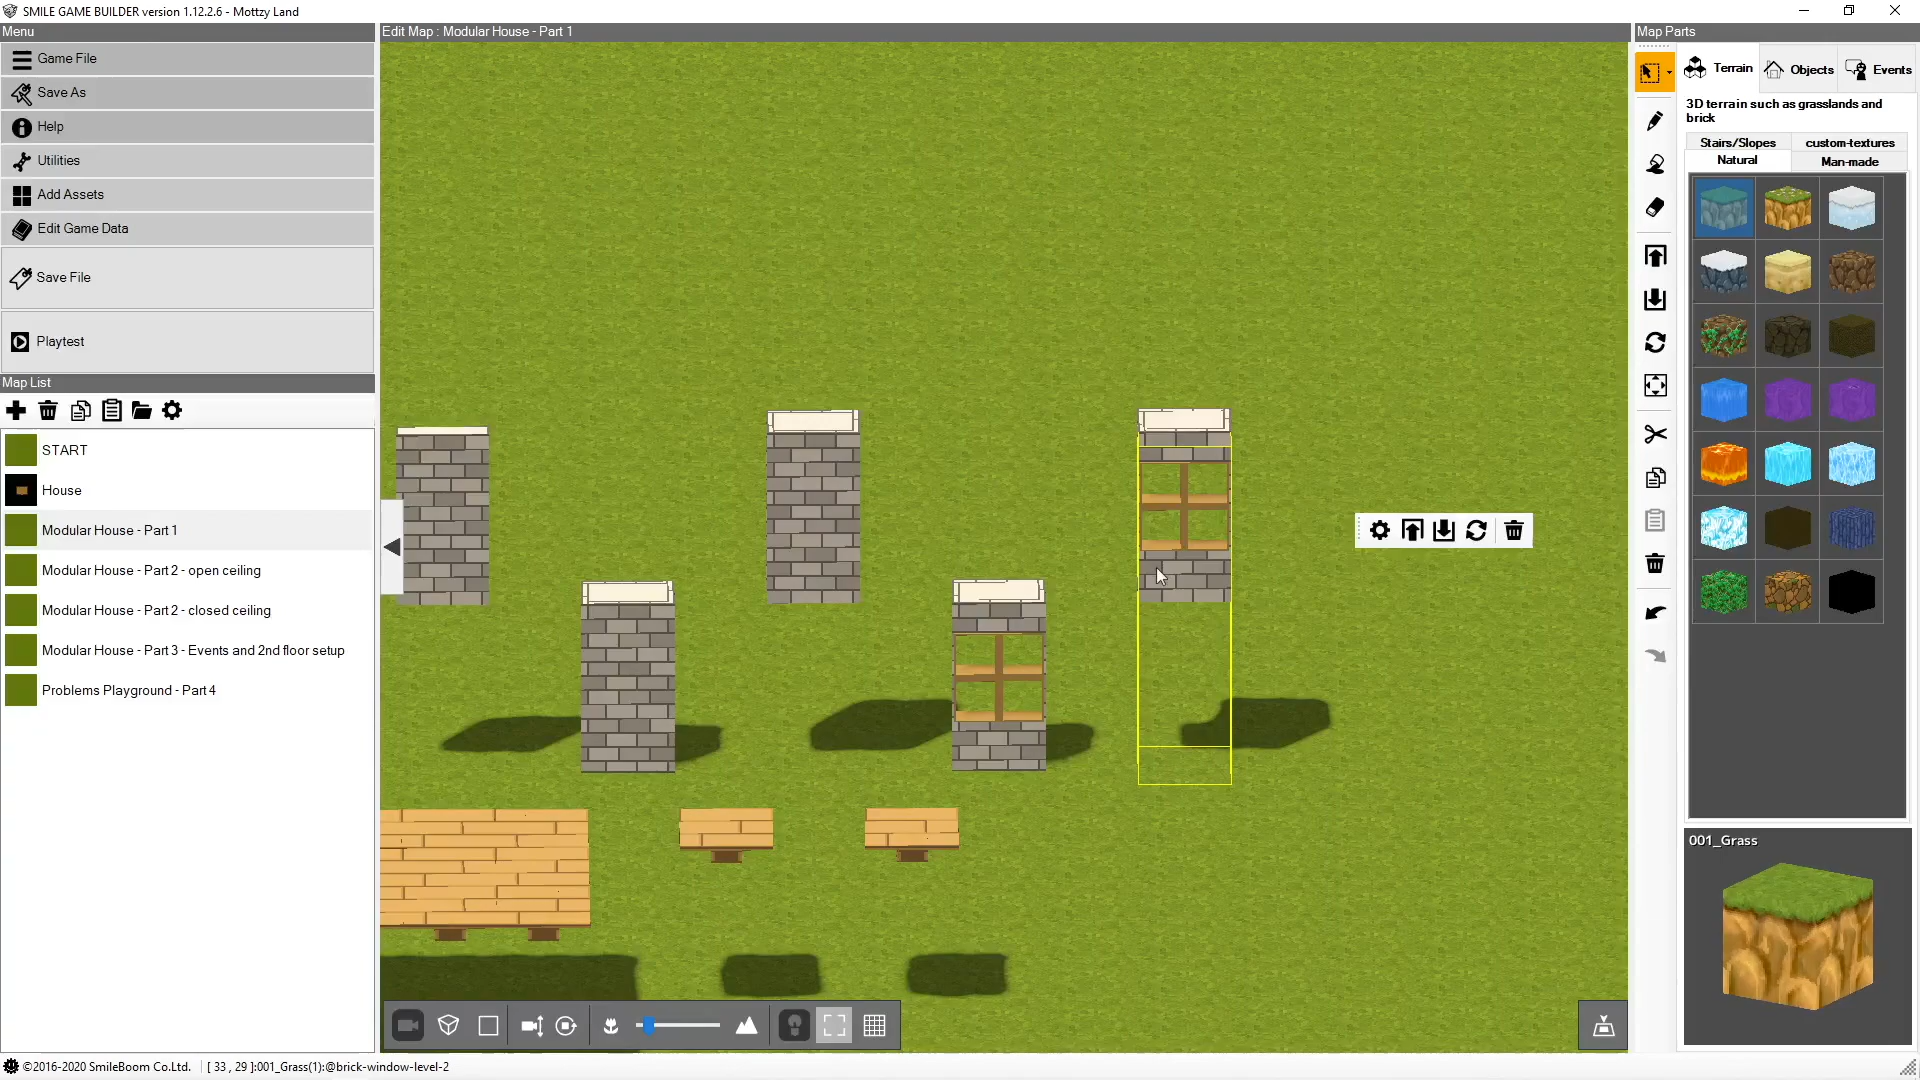 SMILE GAME BUILDER version 1.12.2.6 - Mottzy Land
Menu
Game File
Save As
Help
Utilities
Add Assets
Edit Game Data
Save File
Playtest
Map List
START
House
Modular House - Part 1
Modular House - Part 2 - open ceiling
Modular House - Part 2 - closed ceiling
Modular House - Part 3 - Events and 2nd floor setup
Problems Playground - Part 4
Edit Map : Modular House - Part 1
Map Parts
Terrain
Objects
Events
3D terrain such as grasslands and
brick
Stairs/Slopes
custom-textures
Natural
Man-made
001_Grass
©2016-2020 SmileBoom Co.Ltd.
[ 33 , 29 ]:001_Grass(1):@brick-window-level-2